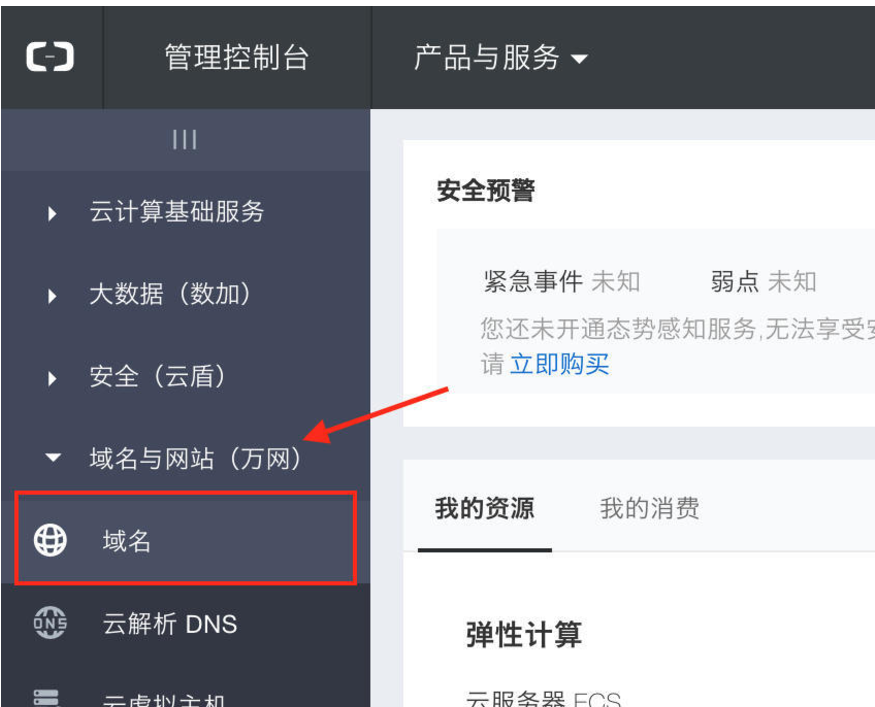 管理控制台
产品与服务
云计算基础服务
大数据（数加）
安全（云盾）
域名与网站（万网）
域名
DNS
云解析 DNS
云虚拟主机
安全预警
紧急事件 未知 弱点 未知
您还未开通态势感知服务,无法享受安
请 立即购买
我的资源 我的消费
弹性计算
云服务器 ECS